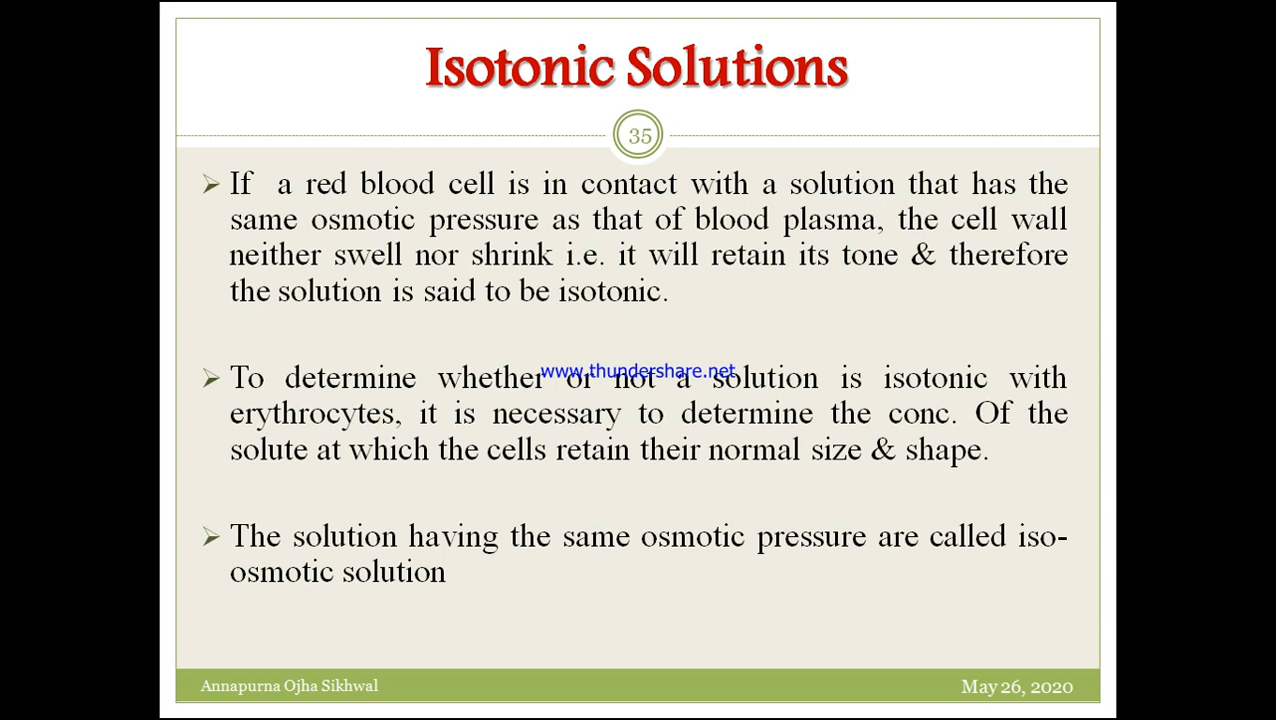 Isotonic Solutions
35
➢ If a red blood cell is in contact with a solution that has the
same osmotic pressure as that of blood plasma, the cell wall
neither swell nor shrink i.e. it will retain its tone & therefore
the solution is said to be isotonic.
www.thundershare.net
➢ To determine whether or not a solution is isotonic with
erythrocytes, it is necessary to determine the conc. Of the
solute at which the cells retain their normal size & shape.
➢ The solution having the same osmotic pressure are called iso-
osmotic solution
Annapurna Ojha Sikhwal
May 26, 2020